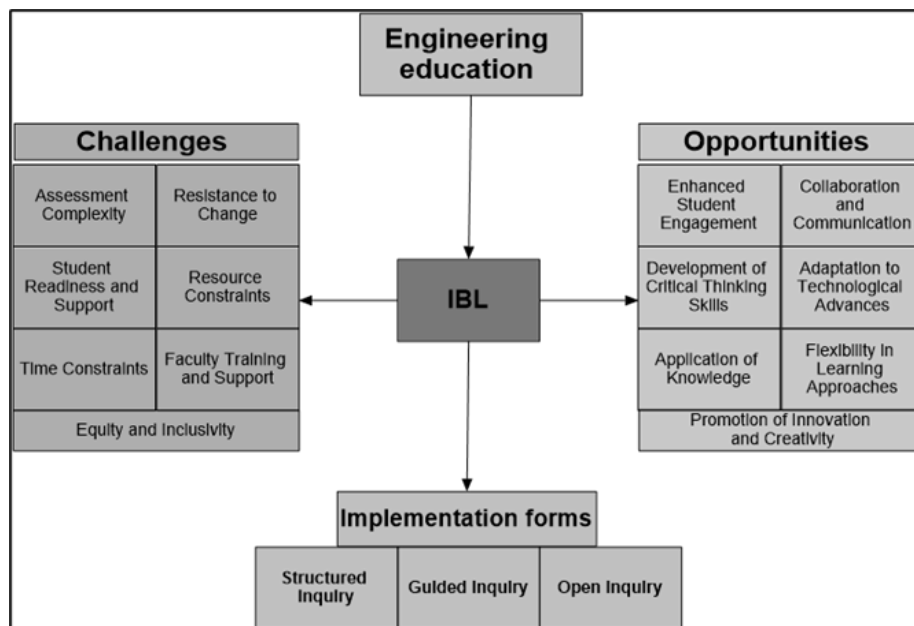 Engineering
education
Challenges
Assessment
Complexity
Resistance to
Change
Student
Readiness and
Support
Resource
Constraints
Time Constraints
Faculty Training
and Support
Equity and Inclusivity
IBL
Opportunities
Enhanced
Student
Engagement
Collaboration
and
Communication
Development of
Critical Thinking
Skills
Adaptation to
Technological
Advances
Application of
Knowledge
Flexibility in
Learning
Approaches
Promotion of Innovation
and Creativity
Implementation forms
Structured
Inquiry
Guided Inquiry
Open Inquiry